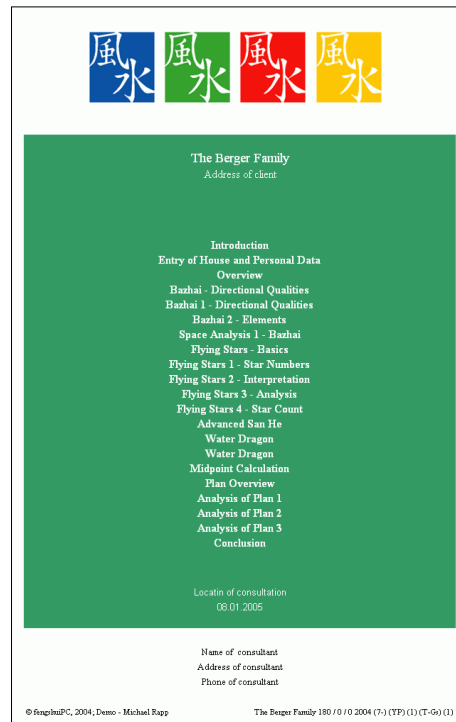 風水 風水 風水 風水
The Berger Family
Address of client
Introduction
Entry of House and Personal Data
Overview
Bazhai - Directional Qualities
Bazhai 1 - Directional Qualities
Bazhai 2 - Elements
Space Analysis 1 - Bazhai
Flying Stars - Basics
Flying Stars 1 - Star Numbers
Flying Stars 2 - Interpretation
Flying Stars 3 - Analysis
Flying Stars 4 - Star Count
Advanced San He
Water Dragon
Water Dragon
Midpoint Calculation
Plan Overview
Analysis of Plan 1
Analysis of Plan 2
Analysis of Plan 3
Conclusion
Locatin of consultation
08.01.2005
Name of consultant
Address of consultant
Phone of consultant
© fengshuiPC, 2004; Demo - Michael Rapp The Berger Family 180 / 0 / 0 2004 (7-) (YP) (1) (T-Gs) (1)